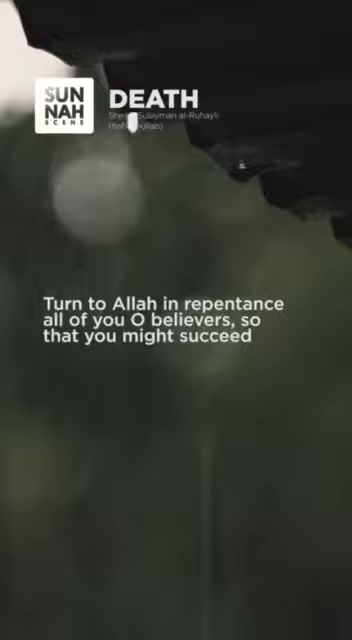 SUN
NAH
SCENE
DEATH
Sulayman al-Ruhayli
Turn to Allah in repentance
all of you O believers, so
that you might succeed